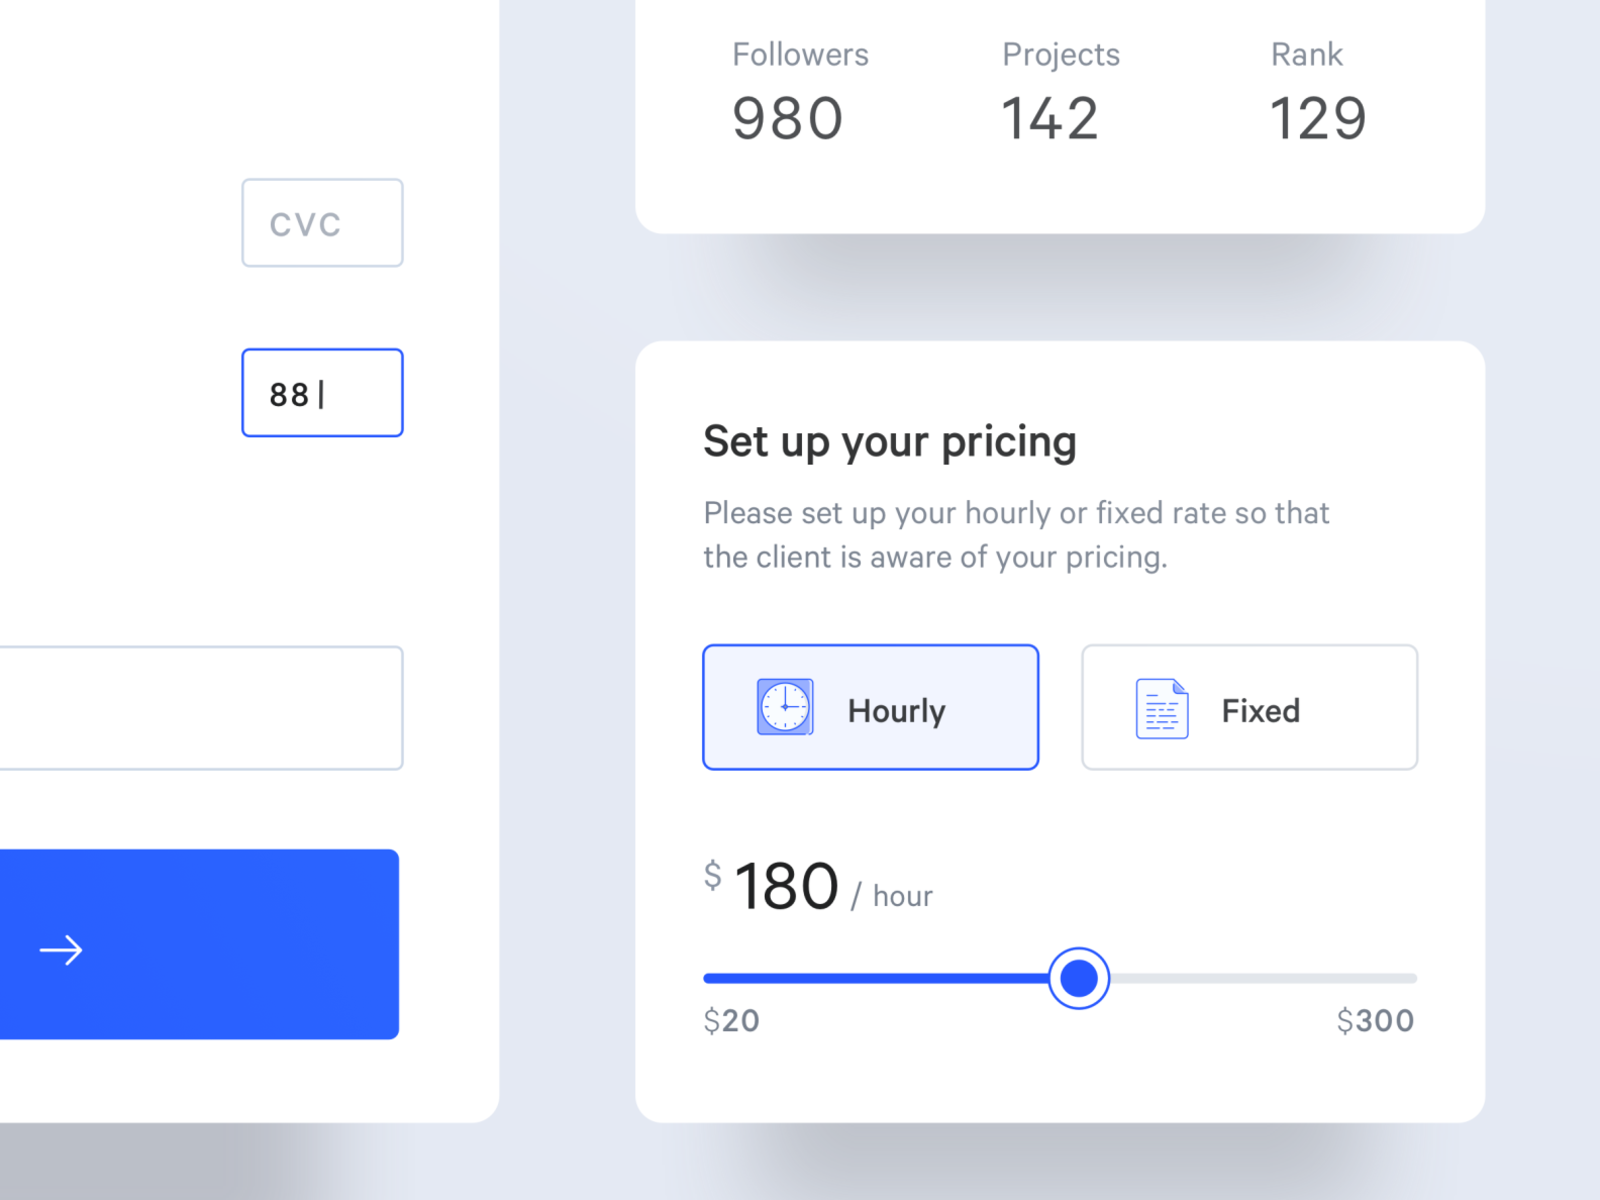 CVC
88
Followers Projects Rank
980 142 129
Set up your pricing
Please set up your hourly or fixed rate so that
the client is aware of your pricing.
Hourly Fixed
$ 180 / hour
$20 $300